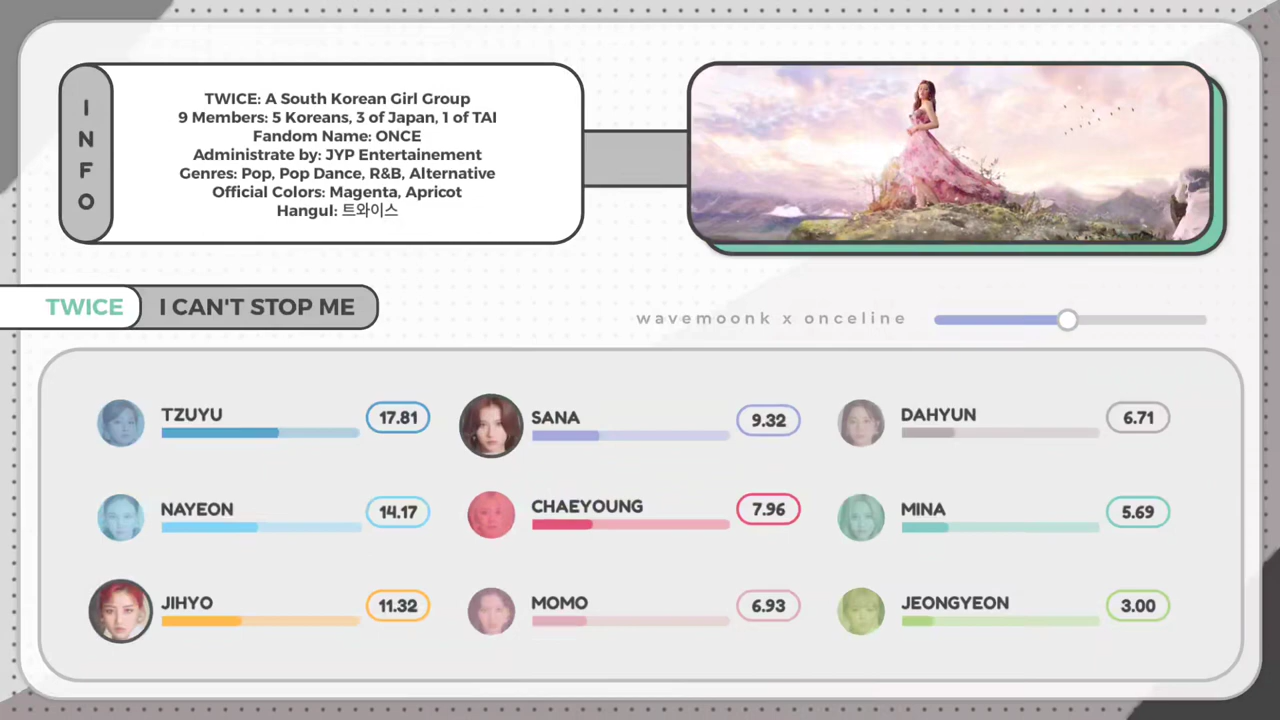 INFO
TWICE: A South Korean Girl Group
9 Members: 5 Koreans, 3 of Japan, 1 of TAI
Fandom Name: ONCE
Administrate by: JYP Entertainement
Genres: Pop, Pop Dance, R&B, Alternative
Official Colors: Magenta, Apricot
Hangul: 트와이스
TWICE I CAN'T STOP ME
wavemoonk x onceline
TZUYU 17.81
SANA 9.32
DAHYUN 6.71
NAYEON 14.17
CHAEYOUNG 7.96
MINA 5.69
JIHYO 11.32
MOMO 6.93
JEONGYEON 3.00